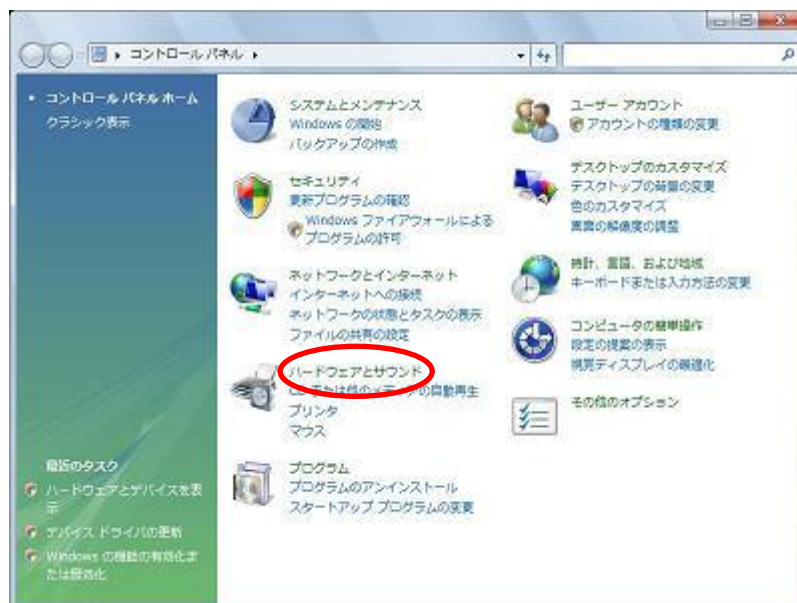 コントロール パネル
コントロール パネル ホーム
クラシック表示
システムとメンテナンス
Windows の開始
バックアップの作成
セキュリティ
更新プログラムの確認
Windows ファイアウォールによる
プログラムの許可
ネットワークとインターネット
インターネットへの接続
ネットワークの状態とタスクの表示
ファイルの共有の設定
ハードウェアとサウンド
CD または他のメディアの自動再生
プリンタ
マウス
プログラム
プログラムのアンインストール
スタートアップ プログラムの変更
ユーザー アカウント
アカウントの種類の変更
デスクトップのカスタマイズ
デスクトップの背景の変更
色のカスタマイズ
画面の解像度の調整
時計、言語、および地域
キーボードまたは入力方法の変更
コンピュータの簡単操作
設定の提案の表示
視覚ディスプレイの最適化
その他のオプション
最近のタスク
ハードウェアとデバイスを表
示
デバイス ドライバの更新
Windows の機能の有効化ま
たは無効化